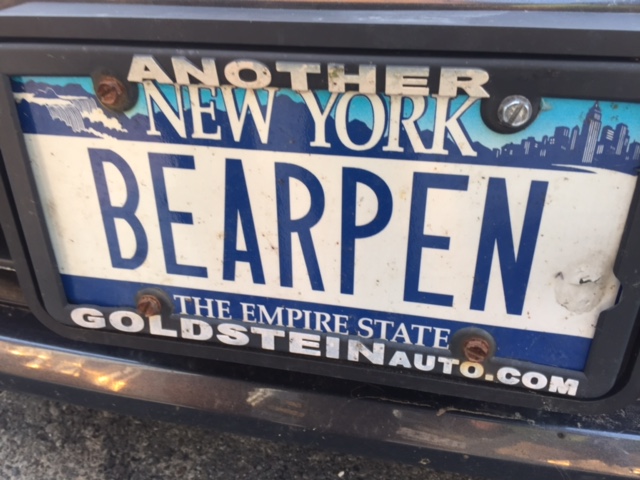 ANOTHER
NEW YORK
BEARPEN
THE EMPIRE STATE
GOLDSTEINAUTO.COM